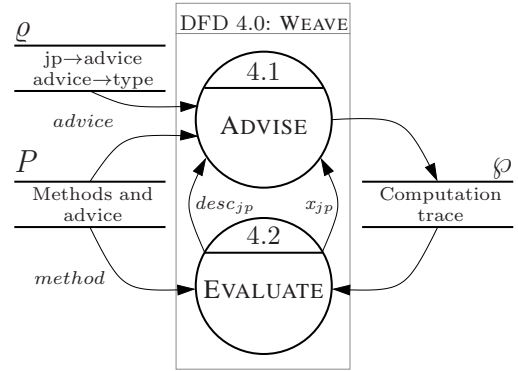 DFD 4.0: WEAVE
ϱ
jp→advice
advice→type
4.1
ADVISE
advice
P
Methods and
advice
℘
Computation
trace
desc_jp
x_jp
4.2
EVALUATE
method